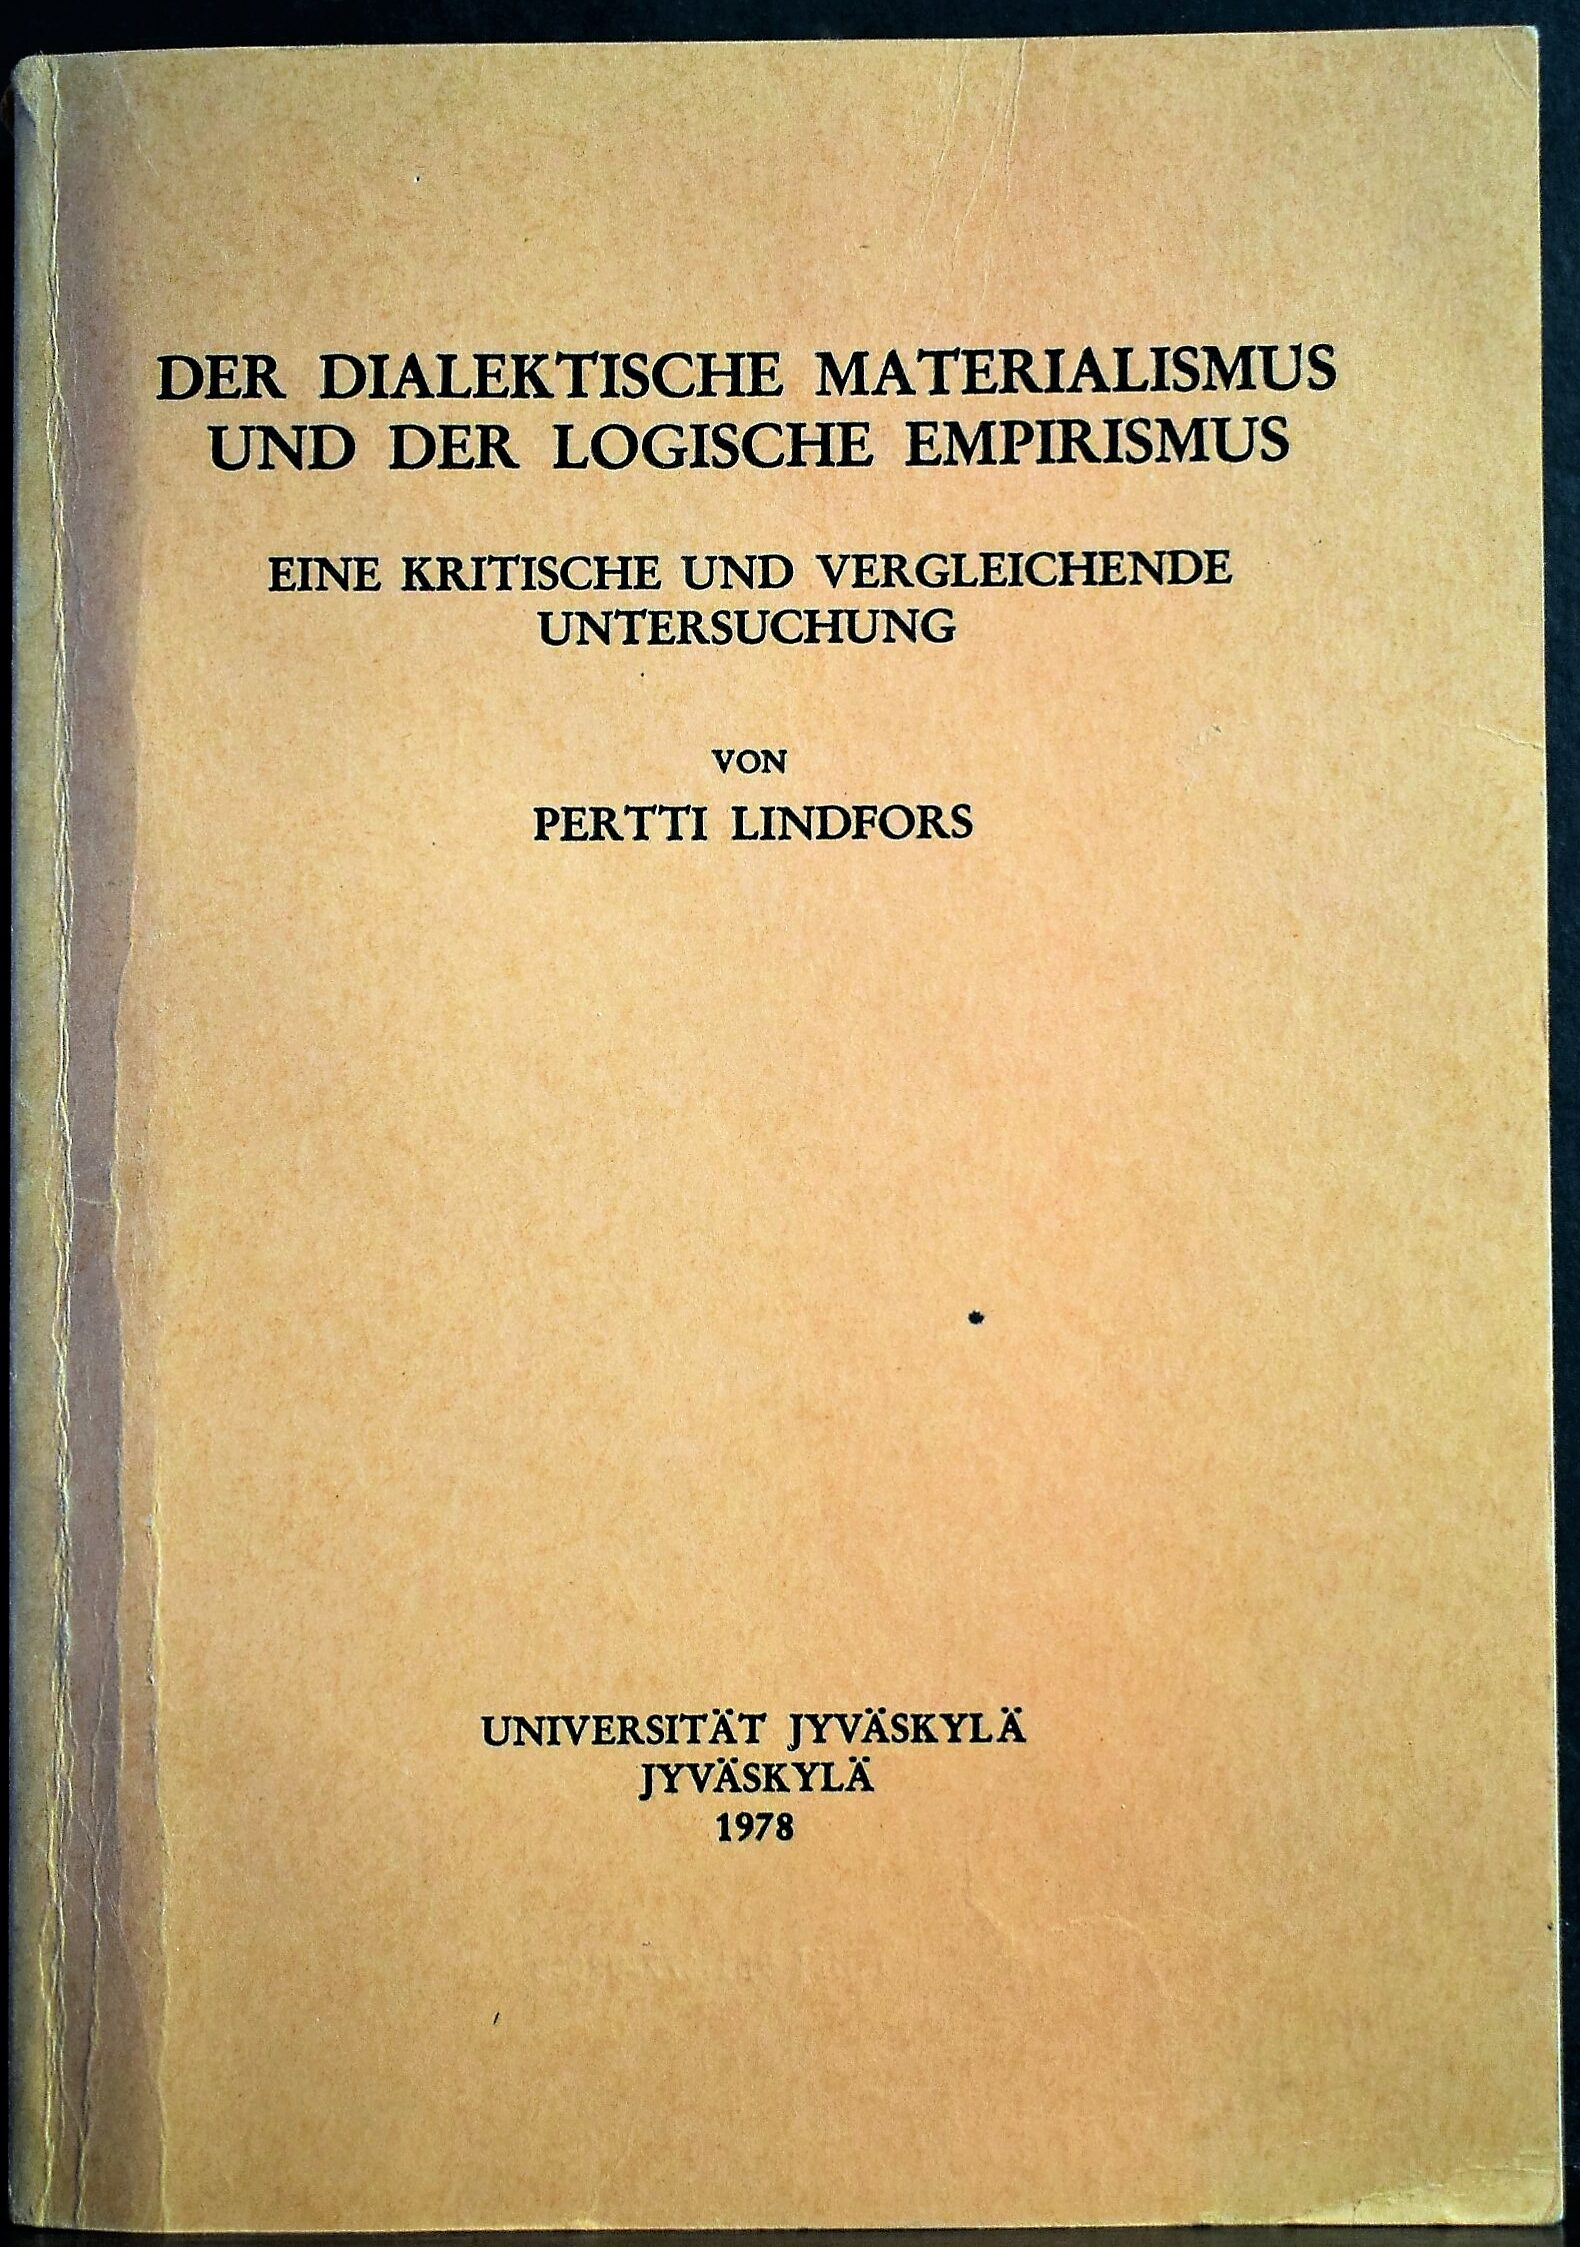 DER DIALEKTISCHE MATERIALISMUS
UND DER LOGISCHE EMPIRISMUS
EINE KRITISCHE UND VERGLEICHENDE
UNTERSUCHUNG
VON
PERTTI LINDFORS
UNIVERSITÄT JYVÄSKYLÄ
JYVÄSKYLÄ
1978